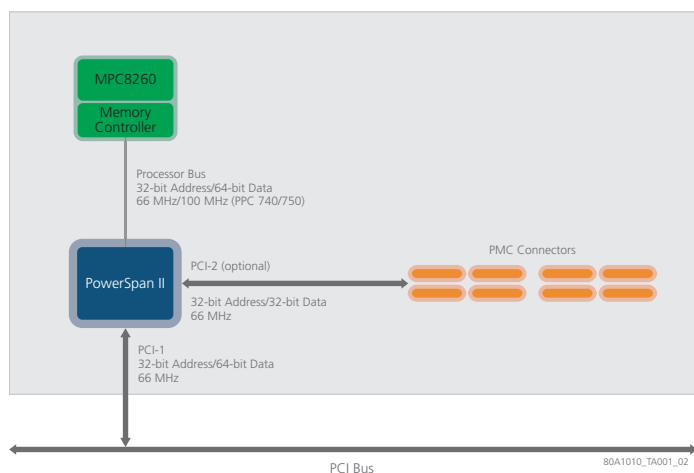 MPC8260
Memory
Controller
Processor Bus
32-bit Address/64-bit Data
66 MHz/100 MHz (PPC 740/750)
PowerSpan II
PCI-2 (optional)
32-bit Address/32-bit Data
66 MHz
PMC Connectors
PCI-1
32-bit Address/64-bit Data
66 MHz
PCI Bus
80A1010_TA001_02